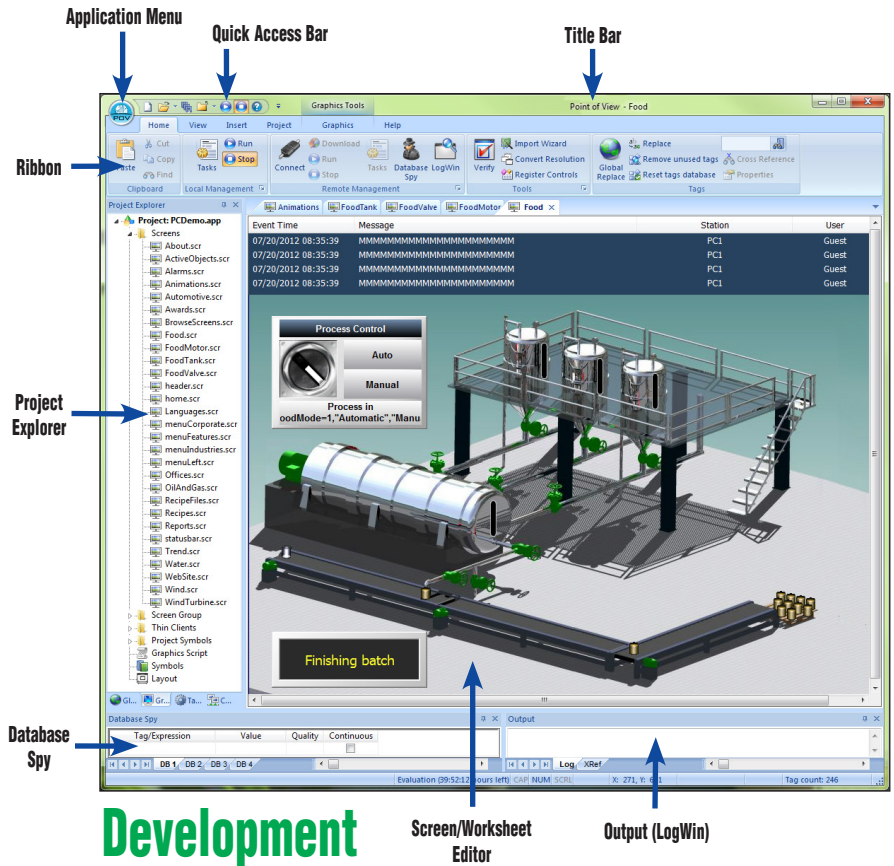 Application Menu
Quick Access Bar
Title Bar
POV
Graphics Tools
Point of View - Food
Home View Insert Project Graphics Help
Ribbon
Paste
Cut
Copy
Find
Clipboard
Tasks
Run
Stop
Local Management
Connect
Download
Run
Stop
Tasks
Database Spy
LogWin
Remote Management
Verify
Import Wizard
Convert Resolution
Register Controls
Tools
Global Replace
Replace
Remove unused tags
Reset tags database
Cross Reference
Properties
Tags
Project Explorer
Animations FoodTank FoodValve FoodMotor Food
Project: PCDemo.app
Screens
About.scr
ActiveObjects.scr
Alarms.scr
Animations.scr
Automotive.scr
Awards.scr
BrowseScreens.scr
Food.scr
FoodMotor.scr
FoodTank.scr
FoodValve.scr
header.scr
home.scr
Languages.scr
menuCorporate.scr
menuFeatures.scr
menuIndustries.scr
menuLeft.scr
Offices.scr
OilAndGas.scr
RecipeFiles.scr
Recipes.scr
Reports.scr
statusbar.scr
Trend.scr
Water.scr
WebSite.scr
Wind.scr
WindTurbine.scr
Screen Group
Thin Clients
Project Symbols
Graphics Script
Symbols
Layout
Gl... Gr... Ta... C...
Project
Explorer
Event Time Message Station User
07/20/2012 08:35:39 MMMMMMMMMMMMMMMMMMMMMMMM PC1 Guest
07/20/2012 08:35:39 MMMMMMMMMMMMMMMMMMMMMMMM PC1 Guest
07/20/2012 08:35:39 MMMMMMMMMMMMMMMMMMMMMMMM PC1 Guest
07/20/2012 08:35:39 MMMMMMMMMMMMMMMMMMMMMMMM PC1 Guest
Process Control
Auto
Manual
Process in
oodMode=1,"Automatic","Manu
Finishing batch
Database
Spy
Database Spy
Tag/Expression Value Quality Continuous
DB 1 DB 2 DB 3 DB 4
Output
Log XRef
Evaluation (39:52:12 hours left) CAP NUM SCRL X: 271, Y: Tag count: 246
Development
Screen/Worksheet
Editor
Output (LogWin)